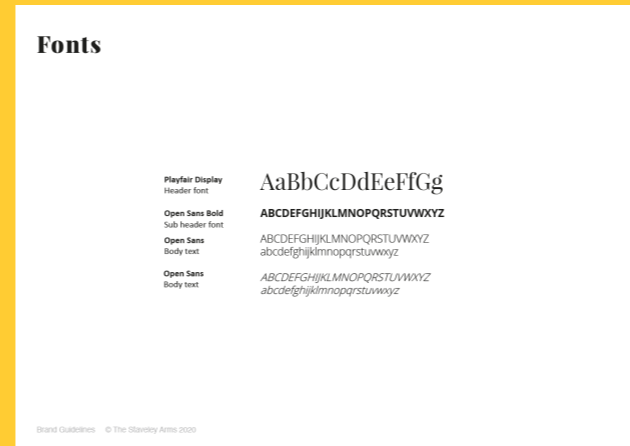 Fonts
Playfair Display
Header font
AaBbCcDdEeFfGg
Open Sans Bold
Sub header font
ABCDEFGHIJKLMNOPQRSTUVWXYZ
Open Sans
Body text
ABCDEFGHIJKLMNOPQRSTUVWXYZ
abcdefghijklmnopqrstuvwxyz
Open Sans
Body text
ABCDEFGHIJKLMNOPQRSTUVWXYZ
abcdefghijklmnopqrstuvwxyz
Brand Guidelines © The Staveley Arms 2020